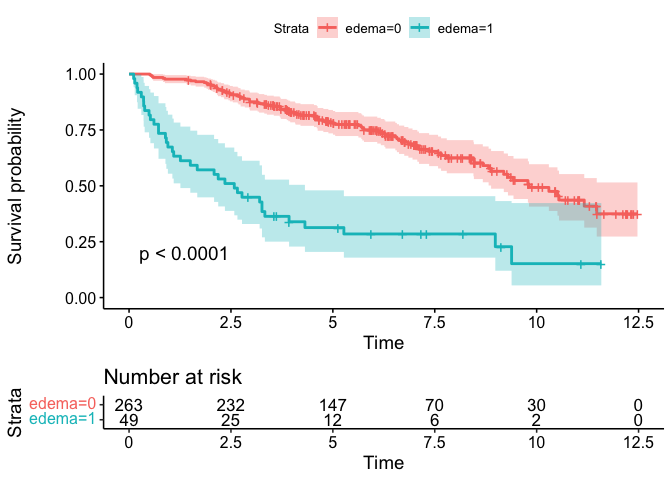 Strata edema=0 edema=1
Survival probability
1.00
0.75
0.50
0.25
0.00
p < 0.0001
0 2.5 5 7.5 10 12.5
Time
Number at risk
Strata
edema=0 263 232 147 70 30 0
edema=1 49 25 12 6 2 0
0 2.5 5 7.5 10 12.5
Time